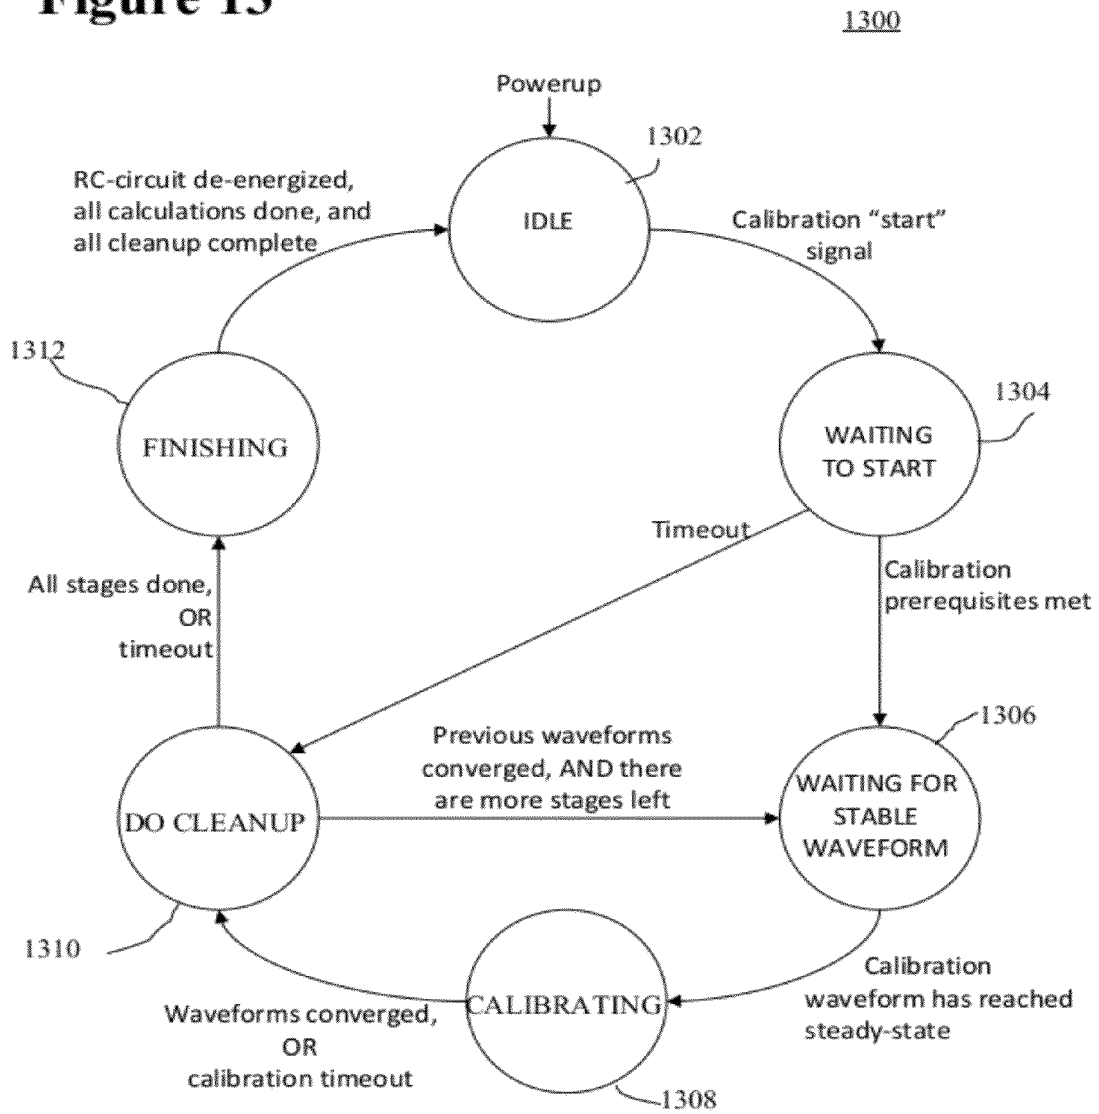 Figure 13
1300
Powerup
1302
RC-circuit de-energized,
all calculations done, and
all cleanup complete
IDLE
Calibration “start”
signal
1312
1304
FINISHING
WAITING
TO START
Timeout
All stages done,
OR
timeout
Calibration
prerequisites met
1306
Previous waveforms
converged, AND there
are more stages left
DO CLEANUP
WAITING FOR
STABLE
WAVEFORM
1310
CALIBRATING
Calibration
waveform has reached
steady-state
Waveforms converged,
OR
calibration timeout
1308